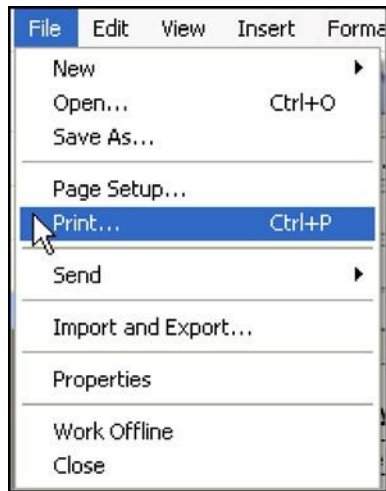 File Edit View Insert Forma
New
Open... Ctrl+O
Save As...
Page Setup...
Print... Ctrl+P
Send
Import and Export...
Properties
Work Offline
Close